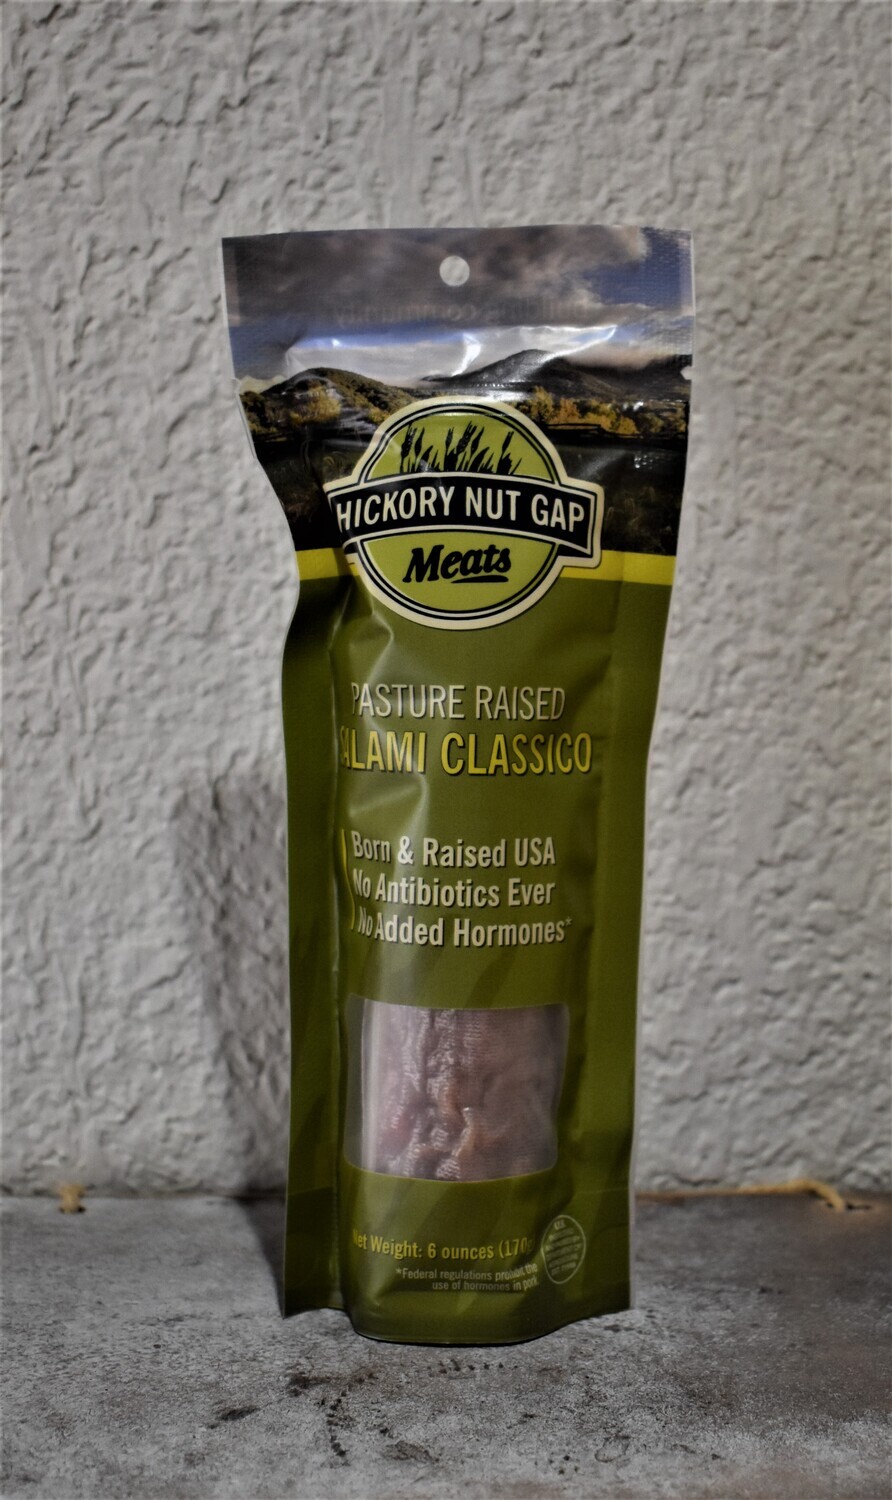 HICKORY NUT GAP
Meats
PASTURE RAISED
SALAMI CLASSICO
Born & Raised USA
No Antibiotics Ever
No Added Hormones*
Net Weight: 6 ounces (170g
*Federal regulations prohibit the
use of hormones in pork